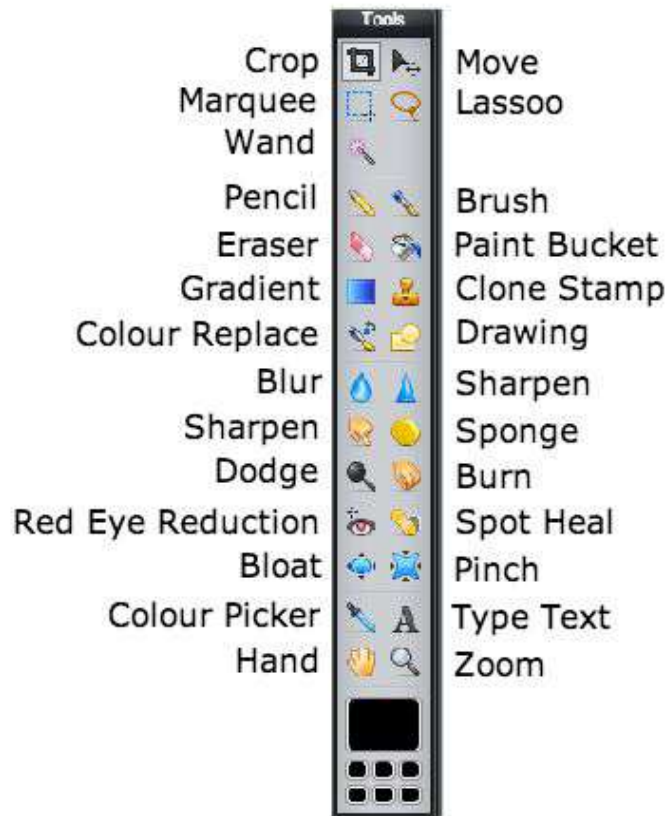 Tools
Crop Move
Marquee Lassoo
Wand
Pencil Brush
Eraser Paint Bucket
Gradient Clone Stamp
Colour Replace Drawing
Blur Sharpen
Sharpen Sponge
Dodge Burn
Red Eye Reduction Spot Heal
Bloat Pinch
Colour Picker Type Text
Hand Zoom